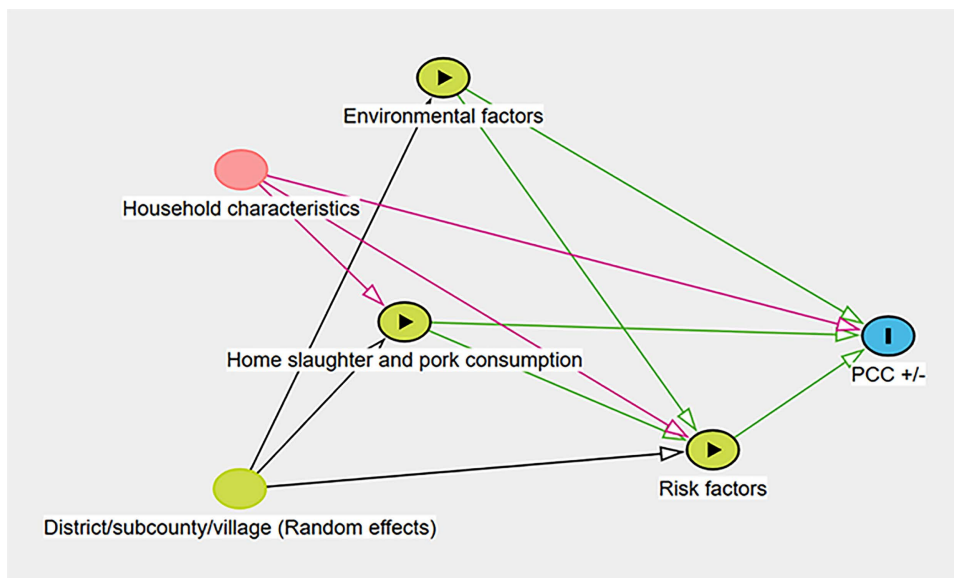 Environmental factors
Household characteristics
Home slaughter and pork consumption
PCC +/-
Risk factors
District/subcounty/village (Random effects)